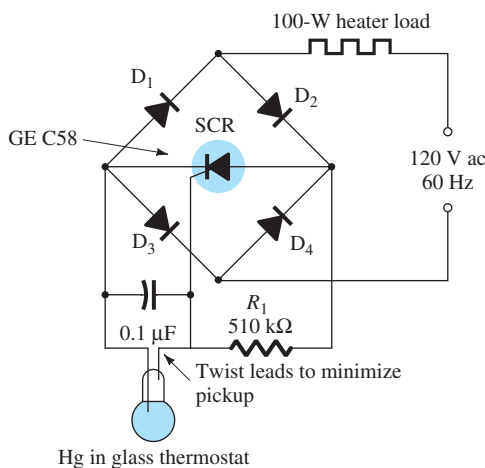 100-W heater load
D1
D2
SCR
GE C58
120 V ac
60 Hz
D3
D4
R1
510 kΩ
0.1 μF
Twist leads to minimize
pickup
Hg in glass thermostat